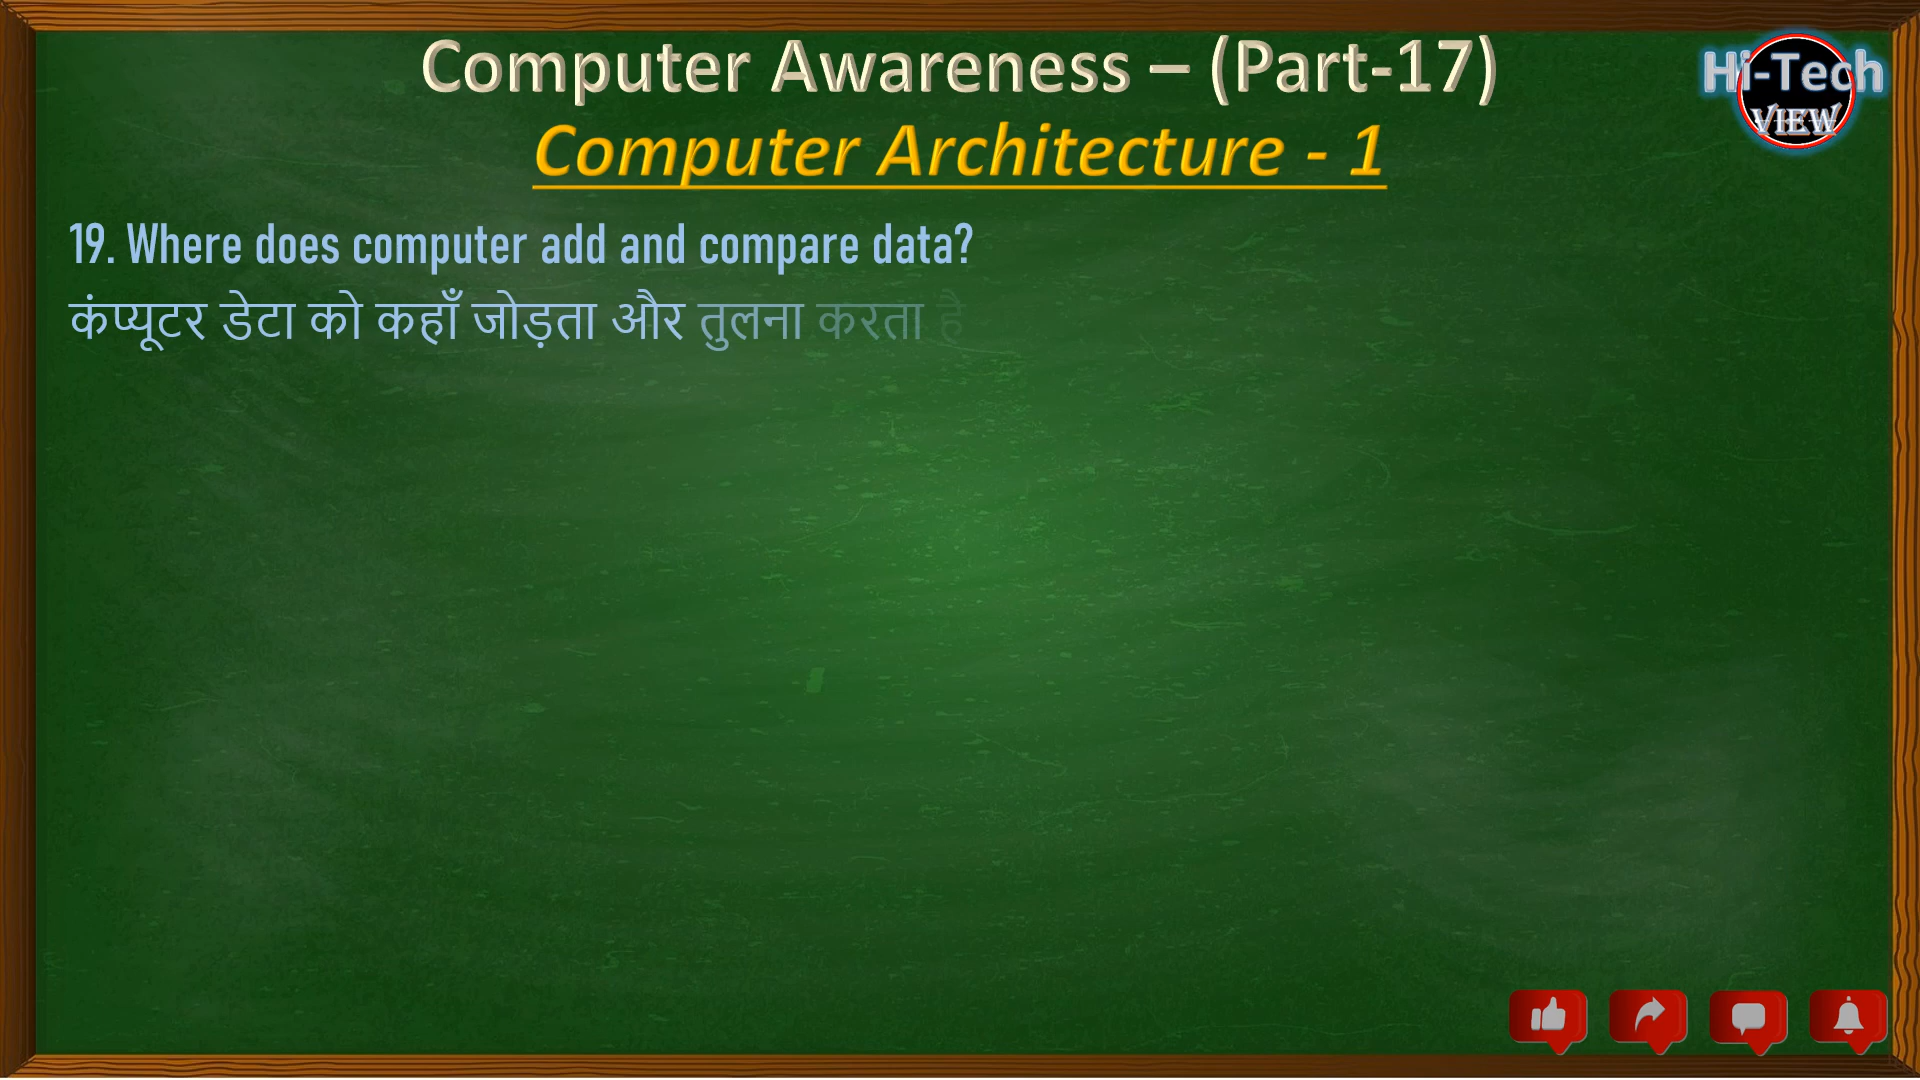 Computer Awareness – (Part-17)
Hi-Tech
VIEW
Computer Architecture - 1
19. Where does computer add and compare data?
कंप्यूटर डेटा को कहाँ जोड़ता और तुलना करता है